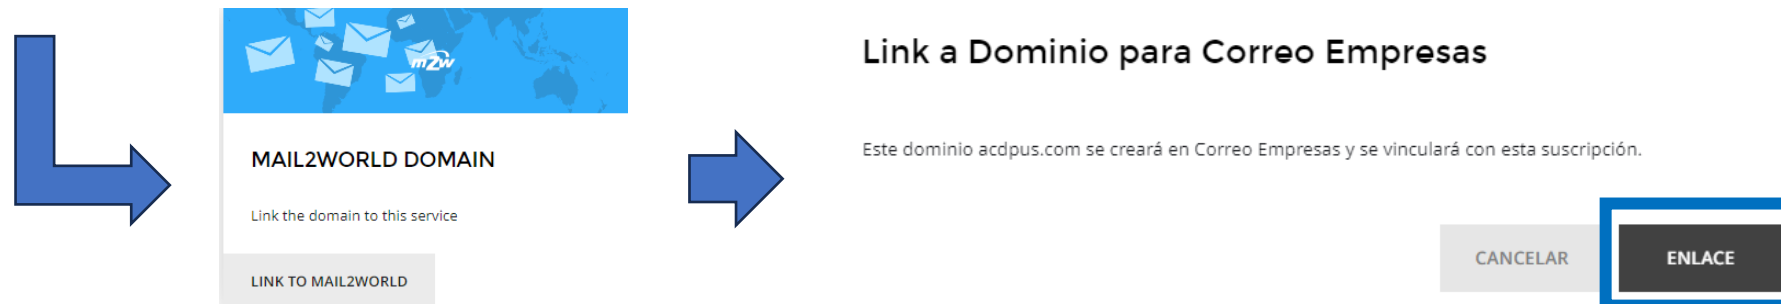 m2w
MAIL2WORLD DOMAIN
Link the domain to this service
LINK TO MAIL2WORLD
Link a Dominio para Correo Empresas
Este dominio acdpus.com se creará en Correo Empresas y se vinculará con esta suscripción.
CANCELAR
ENLACE